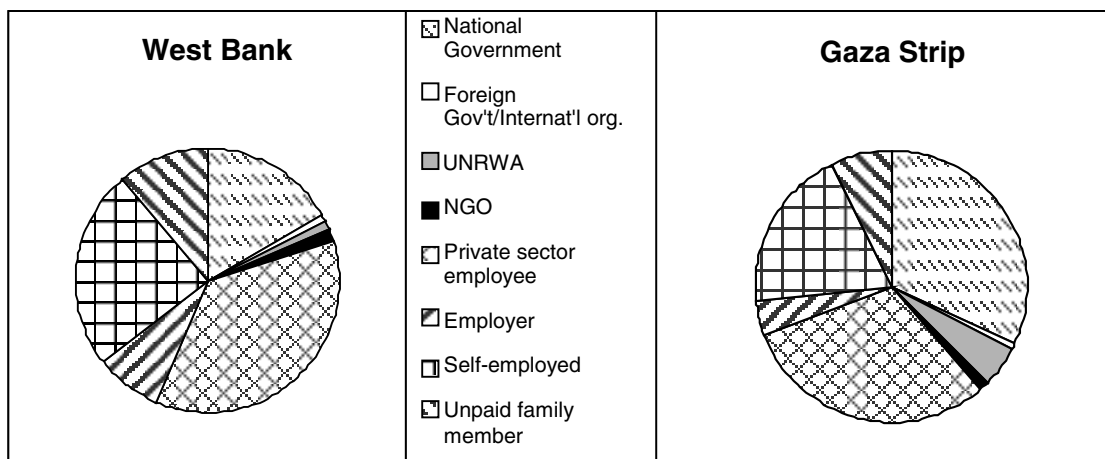 West Bank
National
Government
Foreign
Gov't/Internat'l org.
UNRWA
NGO
Private sector
employee
Employer
Self-employed
Unpaid family
member
Gaza Strip